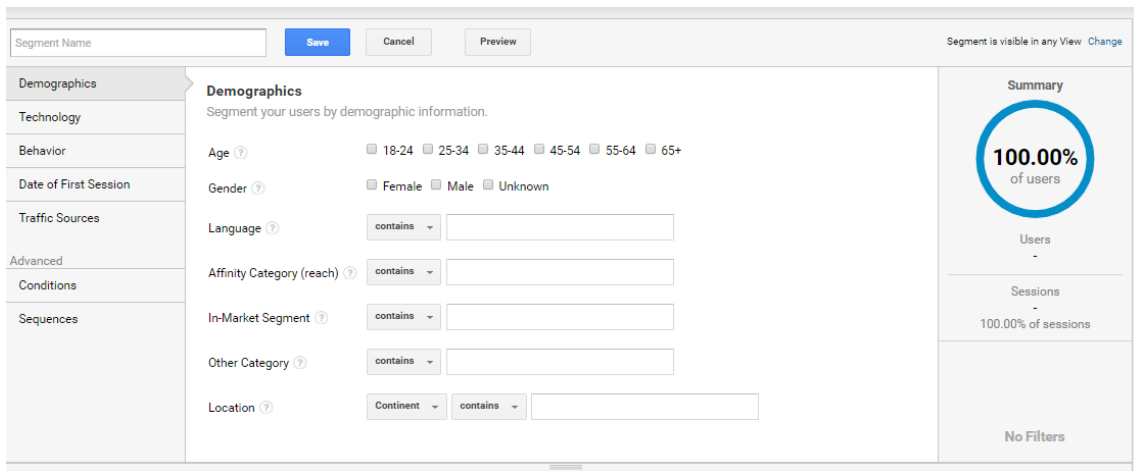 Segment Name
Save Cancel Preview
Segment is visible in any View Change
Demographics
Technology
Behavior
Date of First Session
Traffic Sources
Advanced
Conditions
Sequences
Demographics
Segment your users by demographic information.
Age ? 18-24 25-34 35-44 45-54 55-64 65+
Gender ? Female Male Unknown
Language ? contains
Affinity Category (reach) ? contains
In-Market Segment ? contains
Other Category ? contains
Location ? Continent contains
Summary
100.00%
of users
Users
-
Sessions
-
100.00% of sessions
No Filters